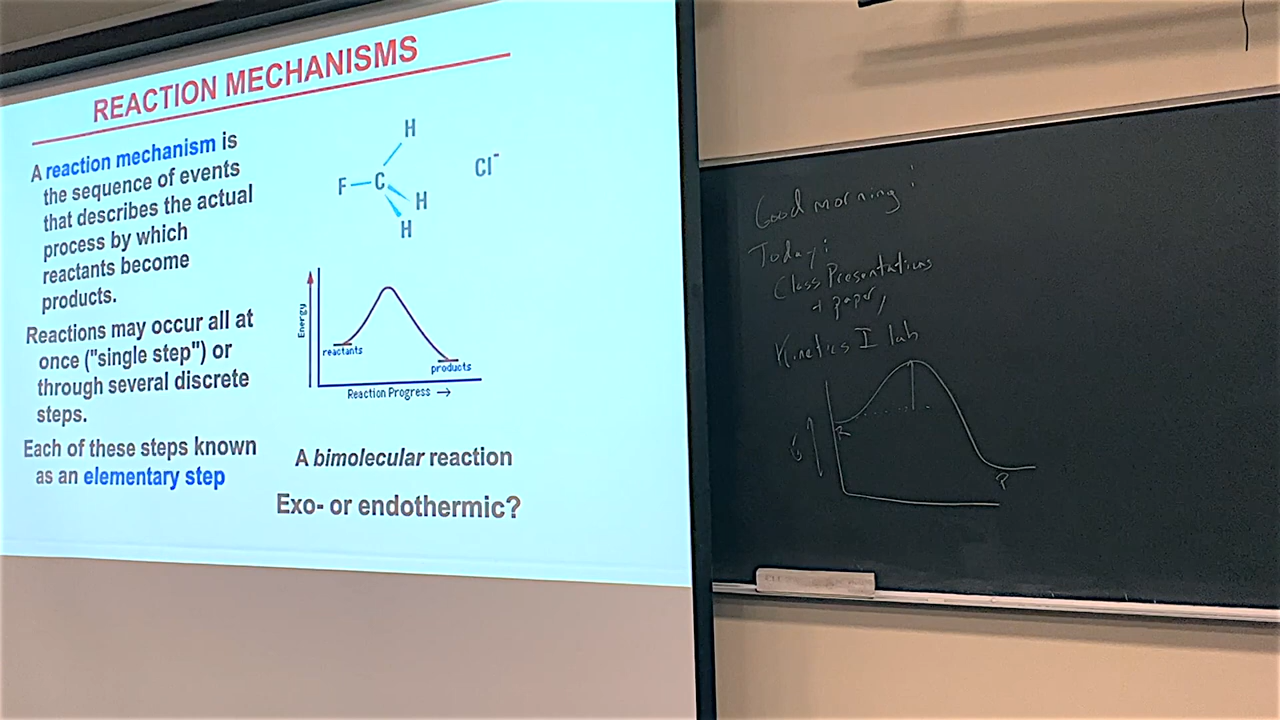 REACTION MECHANISMS
A reaction mechanism is
the sequence of events
that describes the actual
process by which
reactants become
products.
Reactions may occur all at
once ("single step") or
through several discrete
steps.
Each of these steps known
as an elementary step
H
F C H
H
Cl⁻
Energy
reactants
products
Reaction Progress →
A bimolecular reaction
Exo- or endothermic?
Good morning!
Today:
Class Presentations
+ paper,
Kinetics I lab
R
P